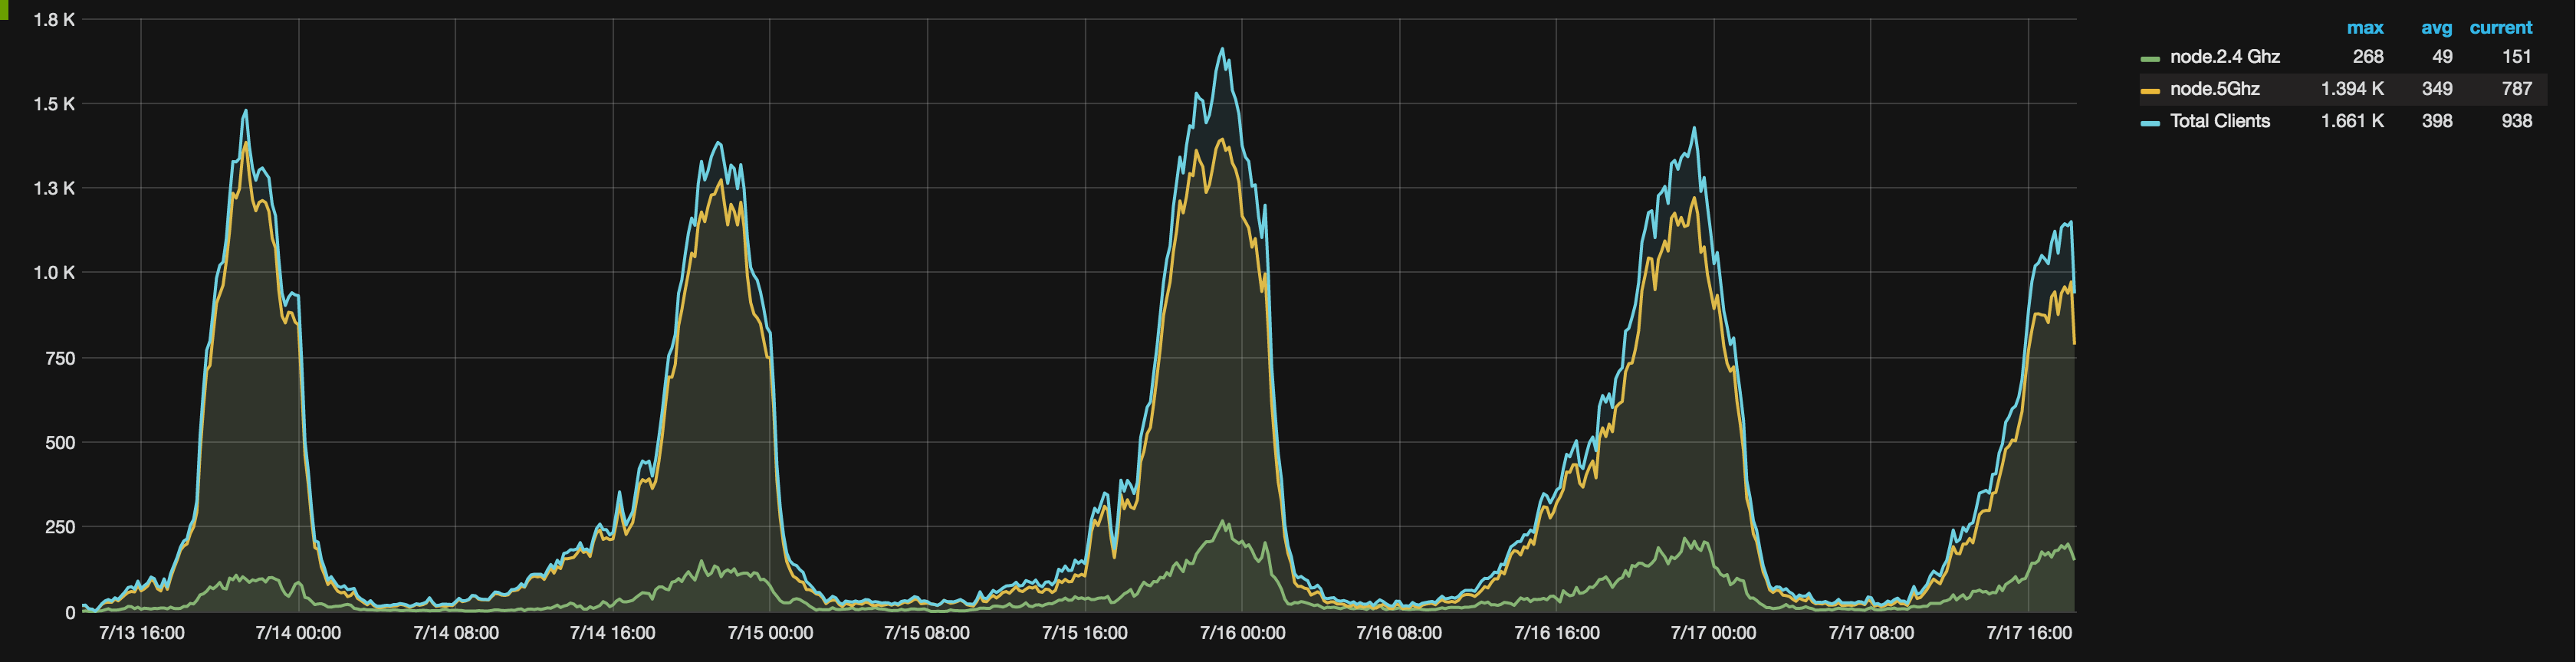 1.8 K
1.5 K
1.3 K
1.0 K
750
500
250
0
7/13 16:00 7/14 00:00 7/14 08:00 7/14 16:00 7/15 00:00 7/15 08:00 7/15 16:00 7/16 00:00 7/16 08:00 7/16 16:00 7/17 00:00 7/17 08:00 7/17 16:00
max avg current
node.2.4 Ghz 268 49 151
node.5Ghz 1.394 K 349 787
Total Clients 1.661 K 398 938